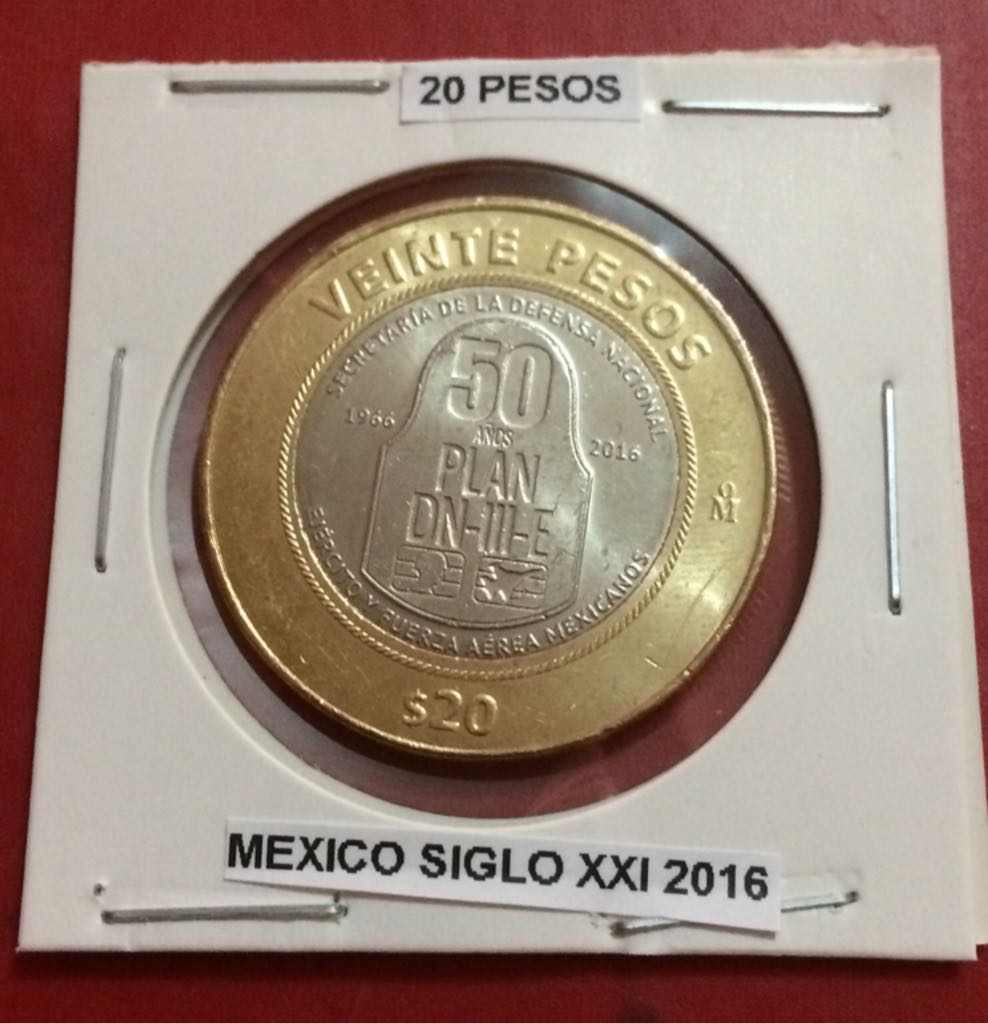 20 PESOS
VEINTE PESOS
SECRETARÍA DE LA DEFENSA NACIONAL
50
1966
AÑOS
2016
PLAN
DN-III-E
EJÉRCITO Y FUERZA AÉREA MEXICANOS
M̊
$20
MEXICO SIGLO XXI 2016